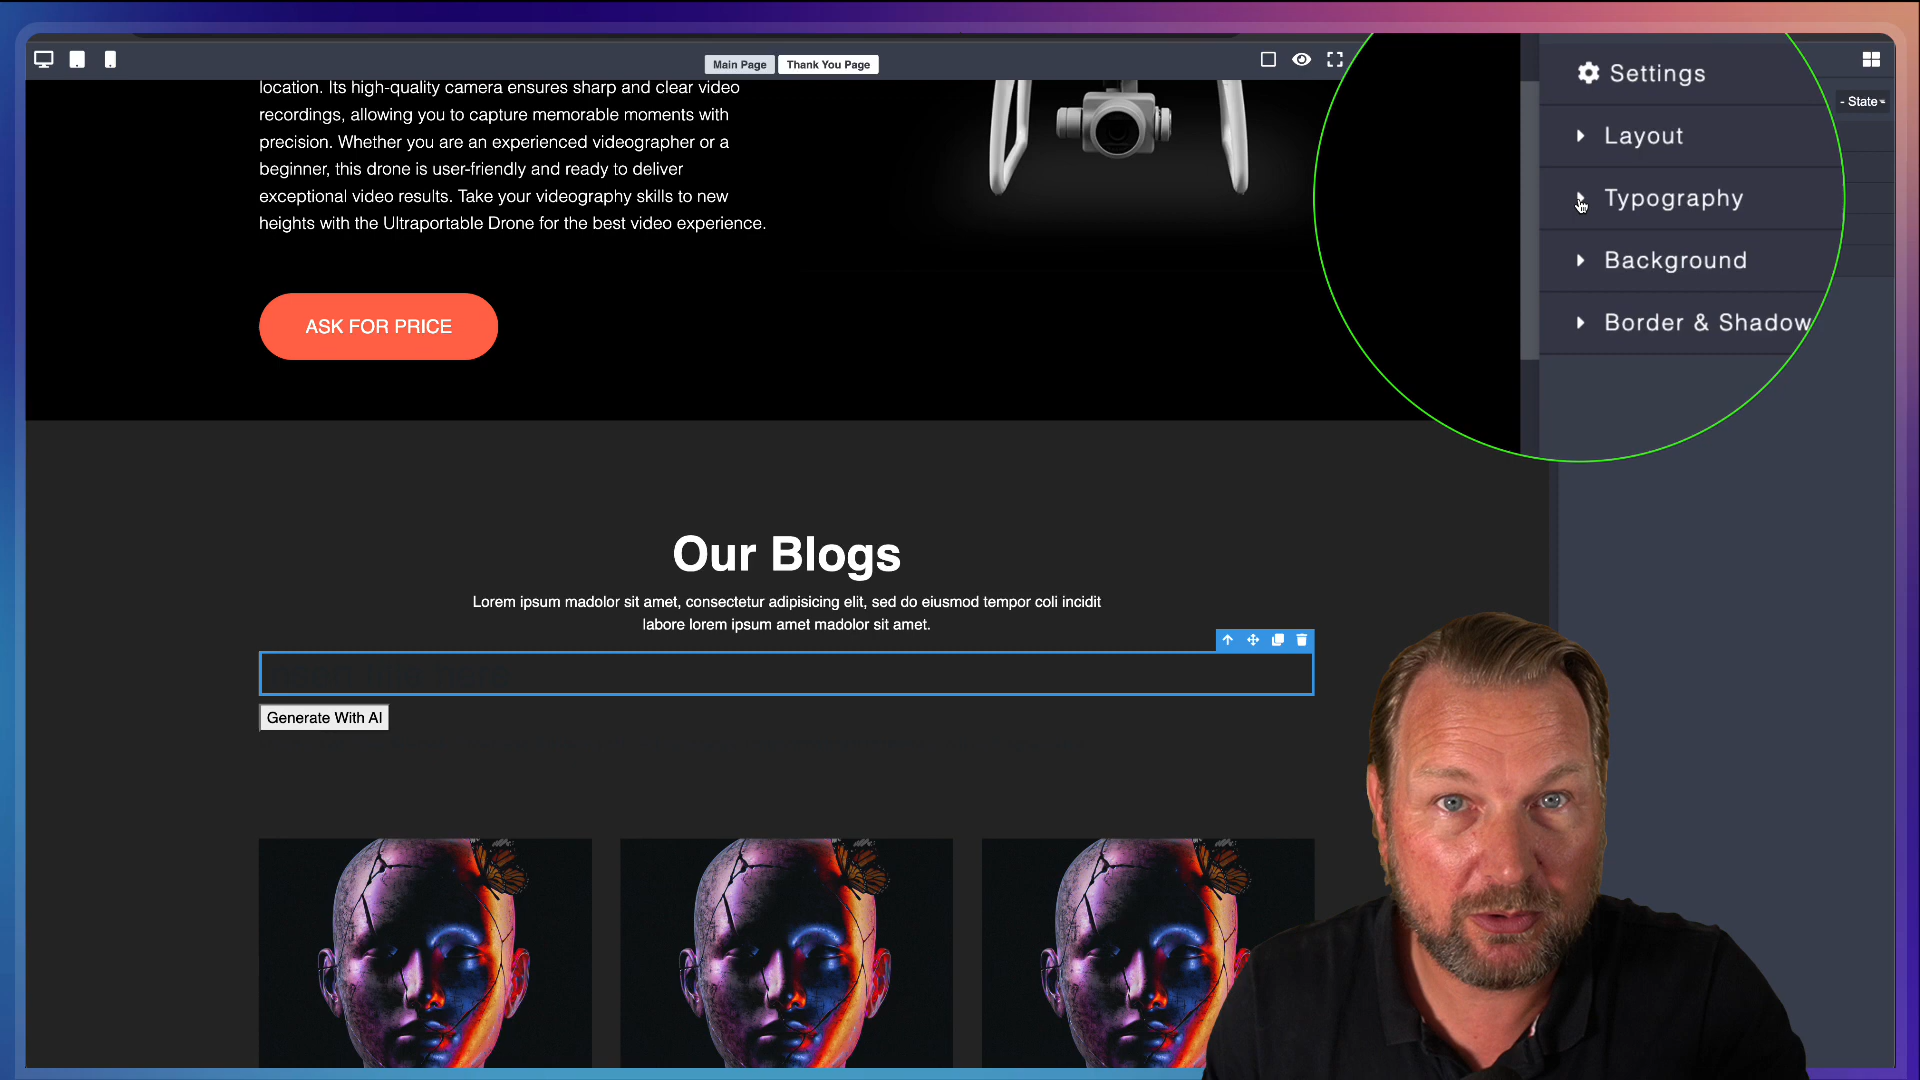 Main Page
Thank You Page
Settings
- State -
Layout
Typography
Background
Border & Shadow
location. Its high-quality camera ensures sharp and clear video
recordings, allowing you to capture memorable moments with
precision. Whether you are an experienced videographer or a
beginner, this drone is user-friendly and ready to deliver
exceptional video results. Take your videography skills to new
heights with the Ultraportable Drone for the best video experience.
ASK FOR PRICE
Our Blogs
Lorem ipsum madolor sit amet, consectetur adipisicing elit, sed do eiusmod tempor coli incidit
labore lorem ipsum amet madolor sit amet.
Generate With AI